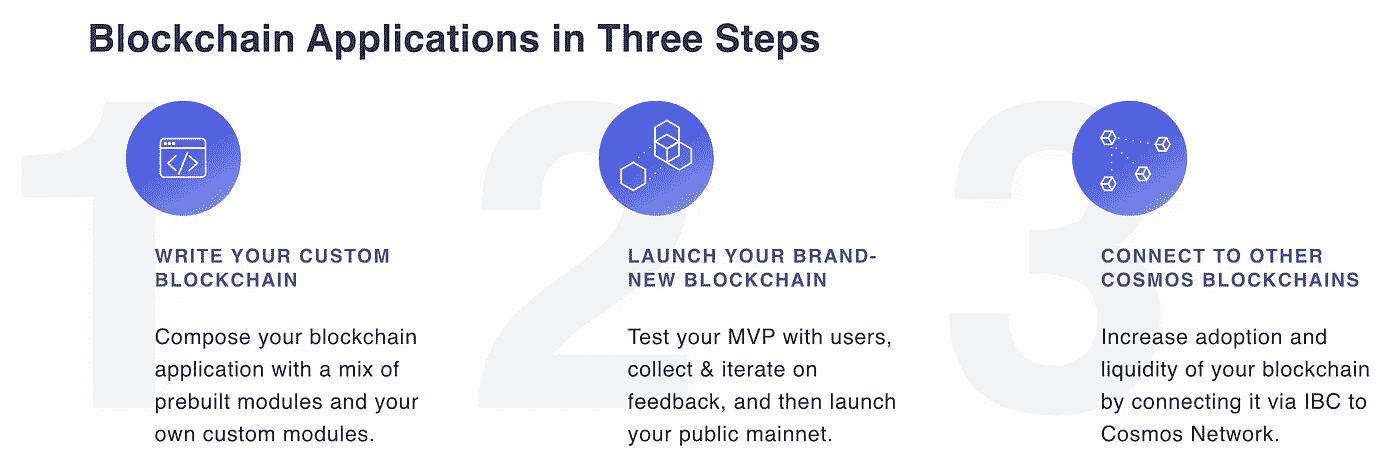 Blockchain Applications in Three Steps
1
</>
WRITE YOUR CUSTOM
BLOCKCHAIN
Compose your blockchain
application with a mix of
prebuilt modules and your
own custom modules.
2
LAUNCH YOUR BRAND-
NEW BLOCKCHAIN
Test your MVP with users,
collect & iterate on
feedback, and then launch
your public mainnet.
3
CONNECT TO OTHER
COSMOS BLOCKCHAINS
Increase adoption and
liquidity of your blockchain
by connecting it via IBC to
Cosmos Network.